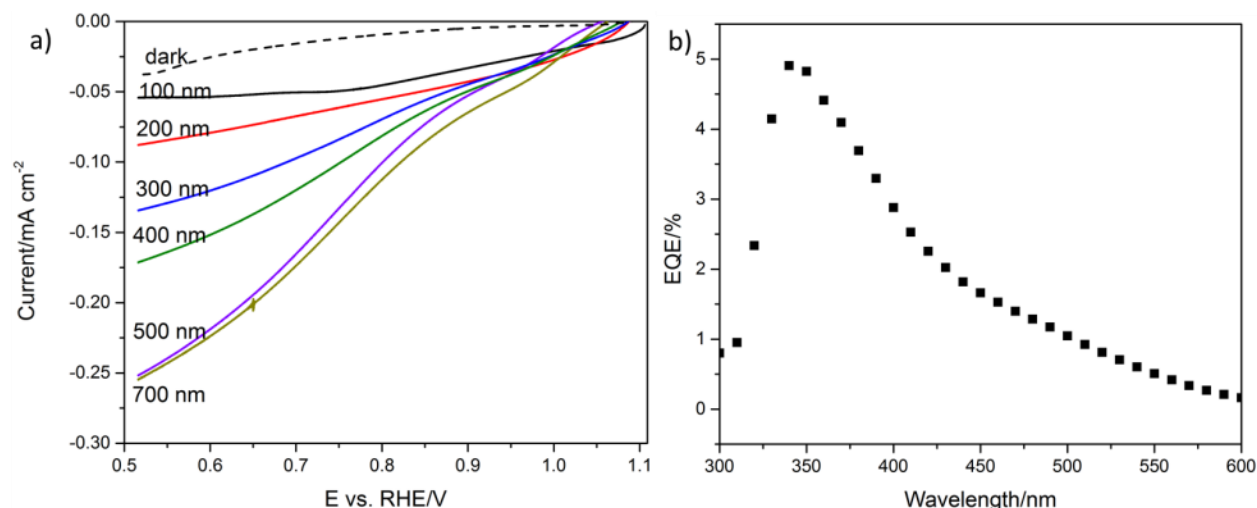 a)
0.00
-0.05
-0.10
-0.15
-0.20
-0.25
-0.30
Current/mA cm-2
dark
100 nm
200 nm
300 nm
400 nm
500 nm
700 nm
0.5 0.6 0.7 0.8 0.9 1.0 1.1
E vs. RHE/V
b)
5
4
3
2
1
0
EQE/%
300 350 400 450 500 550 600
Wavelength/nm